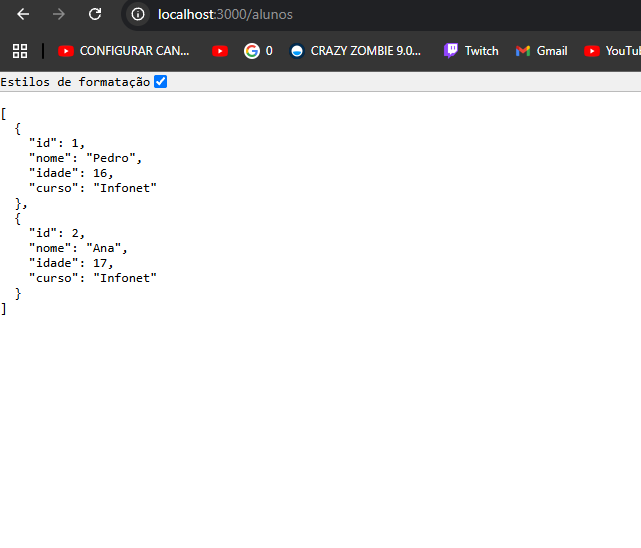 localhost:3000/alunos
CONFIGURAR CAN... 0 CRAZY ZOMBIE 9.0... Twitch Gmail YouTu
Estilos de formatação
[
  {
    "id": 1,
    "nome": "Pedro",
    "idade": 16,
    "curso": "Infonet"
  },
  {
    "id": 2,
    "nome": "Ana",
    "idade": 17,
    "curso": "Infonet"
  }
]